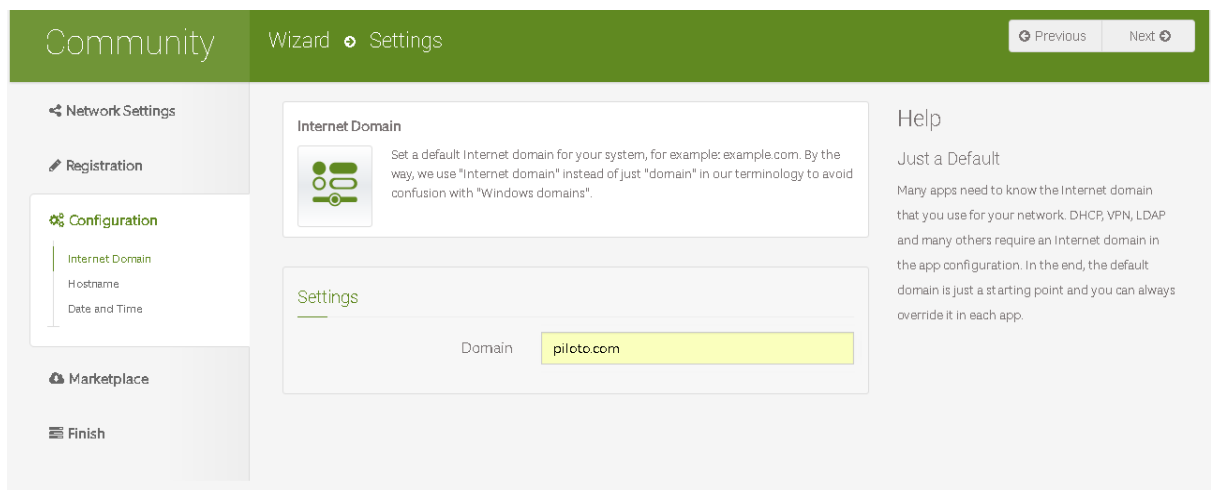 Community
Wizard Settings
Previous Next
Network Settings
Registration
Configuration
Internet Domain
Hostname
Date and Time
Marketplace
Finish
Internet Domain
Set a default Internet domain for your system, for example: example.com. By the
way, we use "Internet domain" instead of just "domain" in our terminology to avoid
confusion with "Windows domains".
Settings
Domain piloto.com
Help
Just a Default
Many apps need to know the Internet domain
that you use for your network. DHCP, VPN, LDAP
and many others require an Internet domain in
the app configuration. In the end, the default
domain is just a starting point and you can always
override it in each app.